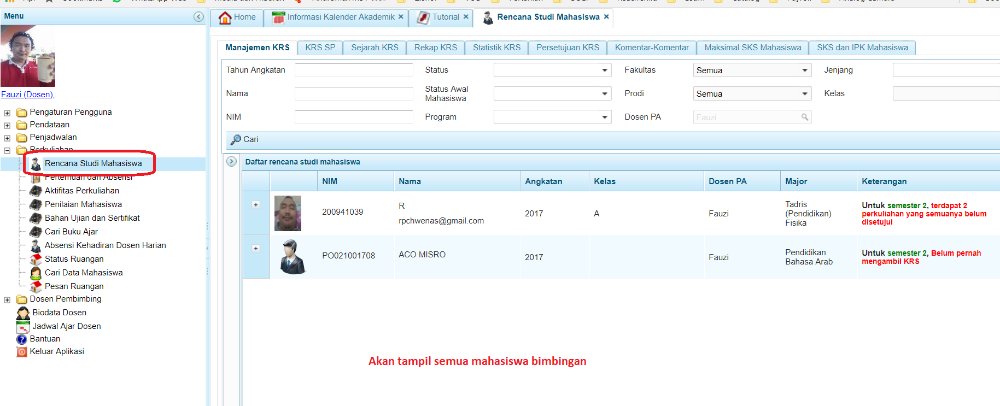 Menu
Fauzi (Dosen),
Pengaturan Pengguna
Pendataan
Penjadwalan
Perkuliahan
Rencana Studi Mahasiswa
Pertemuan dan Absensi
Aktifitas Perkuliahan
Penilaian Mahasiswa
Bahan Ujian dan Sertifikat
Cari Buku Ajar
Absensi Kehadiran Dosen Harian
Status Ruangan
Cari Data Mahasiswa
Pesan Ruangan
Dosen Pembimbing
Biodata Dosen
Jadwal Ajar Dosen
Bantuan
Keluar Aplikasi
Home Informasi Kalender Akademik Tutorial Rencana Studi Mahasiswa
Manajemen KRS KRS SP Sejarah KRS Rekap KRS Statistik KRS Persetujuan KRS Komentar-Komentar Maksimal SKS Mahasiswa SKS dan IPK Mahasiswa
Tahun Angkatan Status Fakultas Semua Jenjang
Nama Status Awal Mahasiswa Prodi Semua Kelas
NIM Program Dosen PA Fauzi
Cari
Daftar rencana studi mahasiswa
NIM Nama Angkatan Kelas Dosen PA Major Keterangan
200941039 R
rpchwenas@gmail.com 2017 A Fauzi Tadris
(Pendidikan)
Fisika
Untuk semester 2, terdapat 2
perkuliahan yang semuanya belum
disetujui
PO021001708 ACO MISRO 2017 Fauzi Pendidikan
Bahasa Arab
Untuk semester 2, Belum pernah
mengambil KRS
Akan tampil semua mahasiswa bimbingan